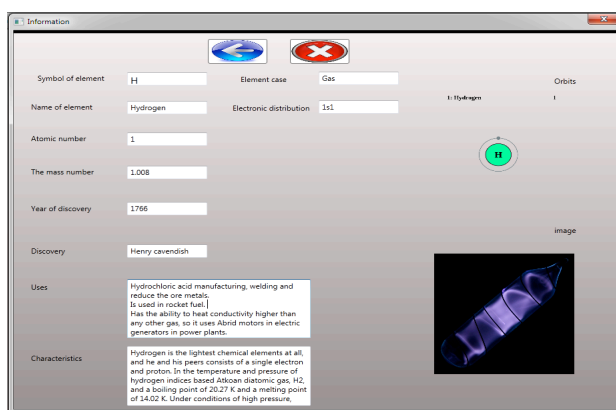 Information
Symbol of element H Element case Gas Orbits
Name of element Hydrogen Electronic distribution 1s1 1: Hydrogen 1
H
Atomic number 1
The mass number 1.008
Year of discovery 1766
image
Discovery Henry cavendish
Uses
Hydrochloric acid manufacturing, welding and
reduce the ore metals.
Is used in rocket fuel.
Has the ability to heat conductivity higher than
any other gas, so it uses Abrid motors in electric
generators in power plants.
Characteristics
Hydrogen is the lightest chemical elements at all,
and he and his peers consists of a single electron
and proton. In the temperature and pressure of
hydrogen indices based Atkoan diatomic gas, H2,
and a boiling point of 20.27 K and a melting point
of 14.02 K. Under conditions of high pressure,